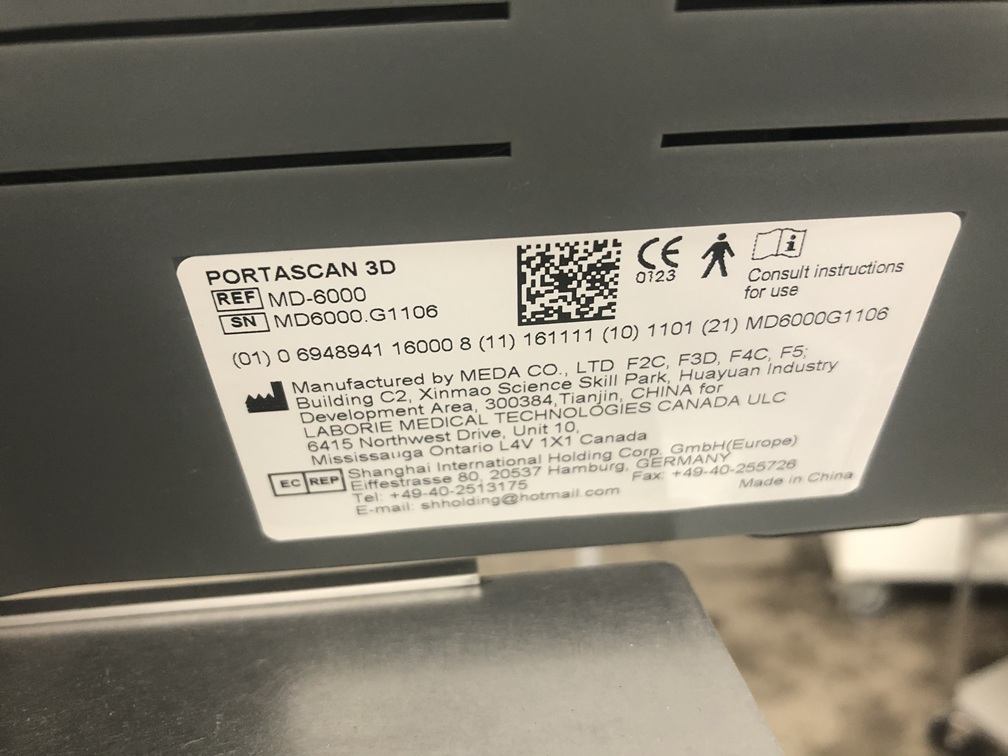 PORTASCAN 3D
REF MD-6000
SN MD6000.G1106
CE
0123
Consult instructions
for use
(01) 0 6948941 16000 8 (11) 161111 (10) 1101 (21) MD6000G1106
Manufactured by MEDA CO., LTD F2C, F3D, F4C, F5;
Building C2, Xinmao Science Skill Park, Huayuan Industry
Development Area, 300384,Tianjin, CHINA for
LABORIE MEDICAL TECHNOLOGIES CANADA ULC
6415 Northwest Drive, Unit 10,
Mississauga Ontario L4V 1X1 Canada
EC REP
Shanghai International Holding Corp. GmbH(Europe)
Eiffestrasse 80, 20537 Hamburg, GERMANY
Tel: +49-40-2513175 Fax: +49-40-255726
E-mail: shholding@hotmail.com
Made in China